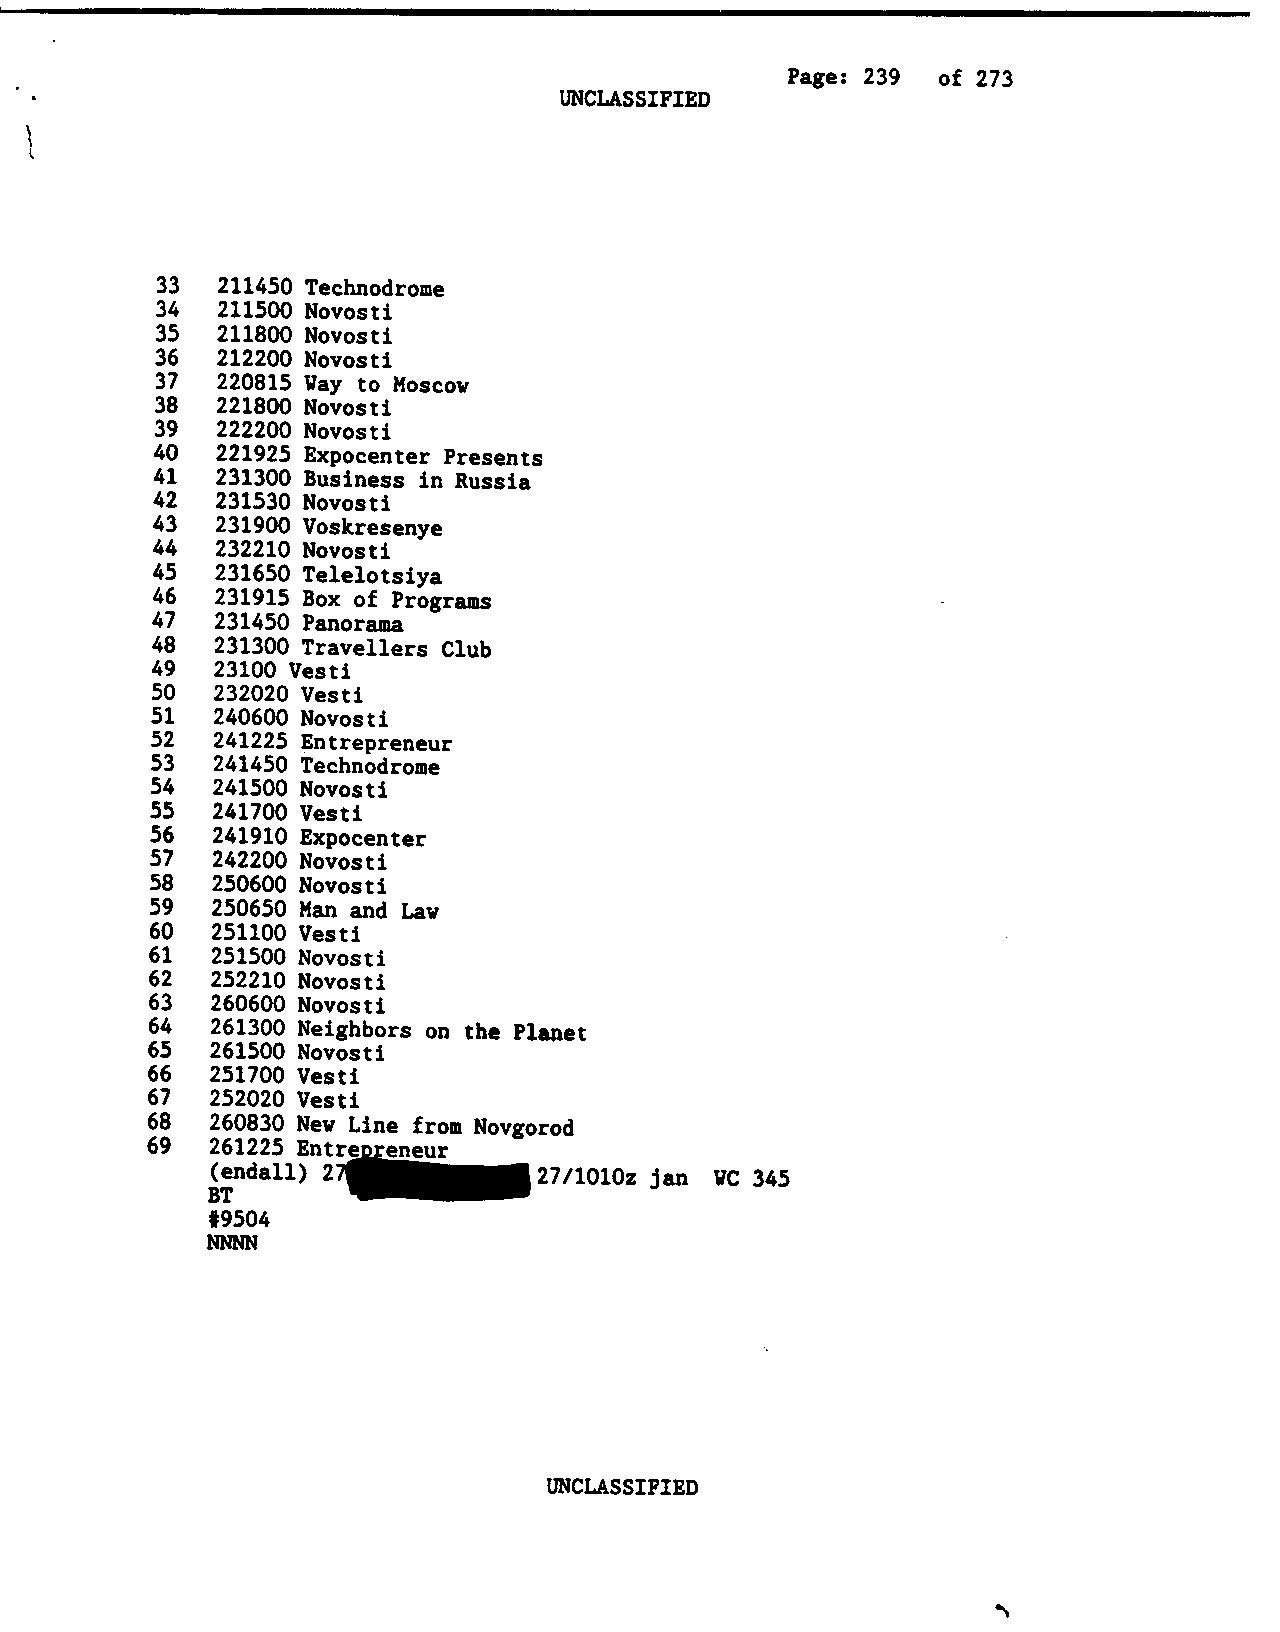 Page: 239 of 273
UNCLASSIFIED
33 211450 Technodrome
34 211500 Novosti
35 211800 Novosti
36 212200 Novosti
37 220815 Way to Moscow
38 221800 Novosti
39 222200 Novosti
40 221925 Expocenter Presents
41 231300 Business in Russia
42 231530 Novosti
43 231900 Voskresenye
44 232210 Novosti
45 231650 Telelotsiya
46 231915 Box of Programs
47 231450 Panorama
48 231300 Travellers Club
49 23100 Vesti
50 232020 Vesti
51 240600 Novosti
52 241225 Entrepreneur
53 241450 Technodrome
54 241500 Novosti
55 241700 Vesti
56 241910 Expocenter
57 242200 Novosti
58 250600 Novosti
59 250650 Man and Law
60 251100 Vesti
61 251500 Novosti
62 252210 Novosti
63 260600 Novosti
64 261300 Neighbors on the Planet
65 261500 Novosti
66 251700 Vesti
67 252020 Vesti
68 260830 New Line from Novgorod
69 261225 Entrepreneur
(endall) 27 27/1010z jan WC 345
BT
#9504
NNNN
UNCLASSIFIED